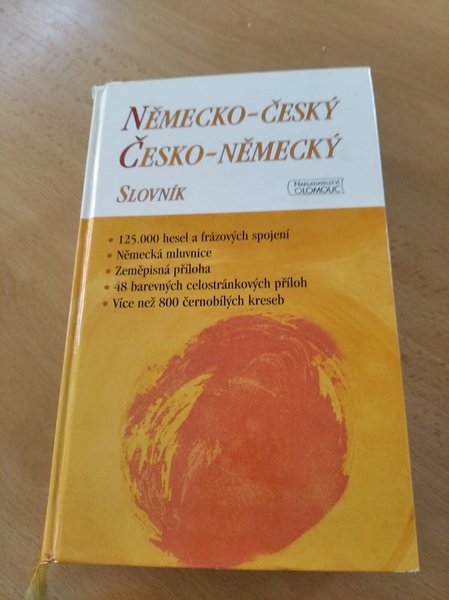 NĚMECKO-ČESKÝ
ČESKO-NĚMECKÝ
SLOVNÍK
NAKLADATELSTVÍ
OLOMOUC
• 125.000 hesel a frázových spojení
• Německá mluvnice
• Zeměpisná příloha
• 48 barevných celostránkových příloh
• Více než 800 černobílých kreseb